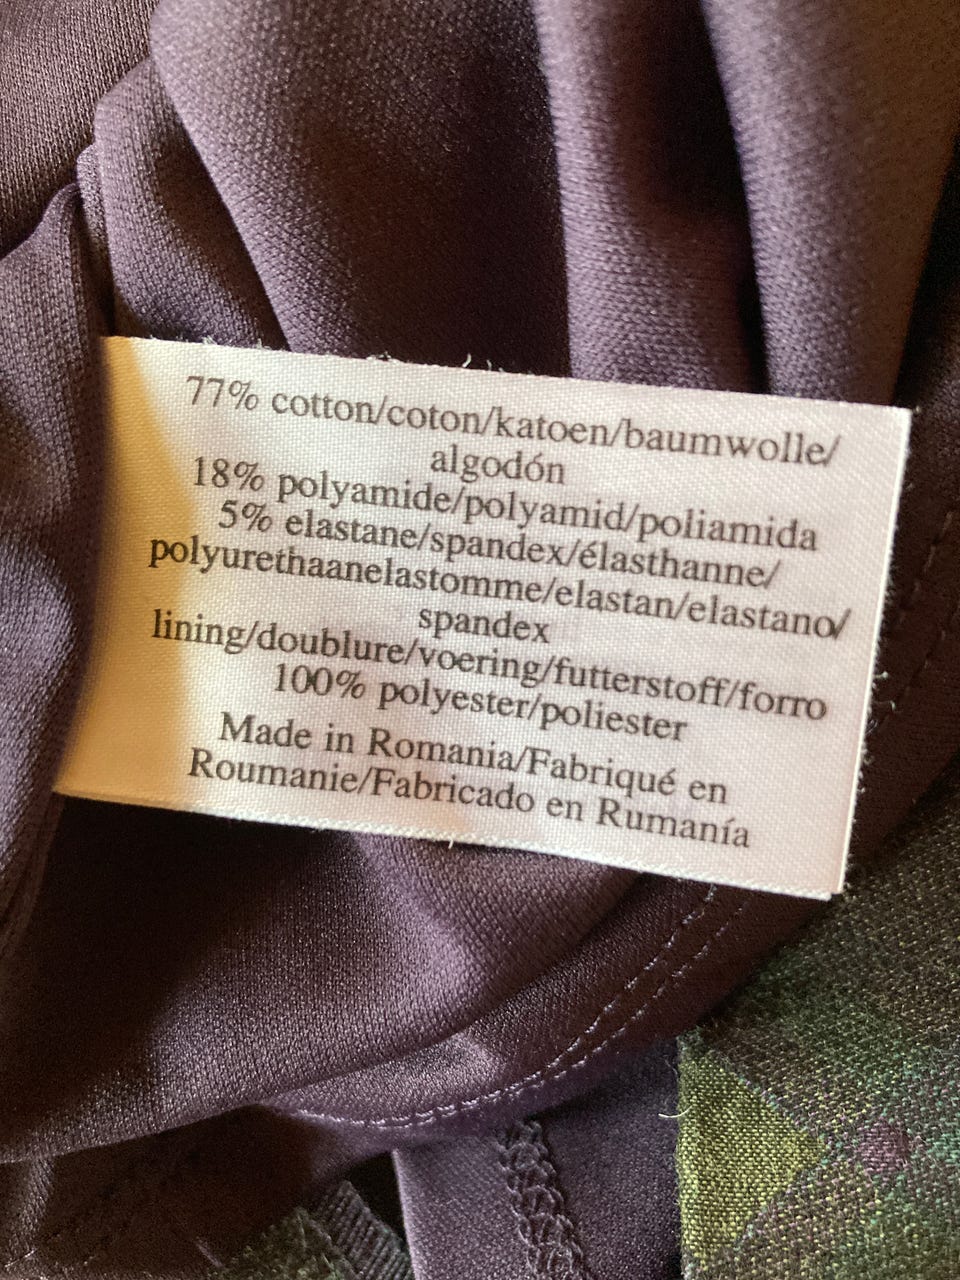 77% cotton/coton/katoen/baumwolle/
algodón
18% polyamide/polyamid/poliamida
5% elastane/spandex/élasthanne/
polyurethaanelastomme/elastan/elastano/
spandex
lining/doublure/voering/futterstoff/forro
100% polyester/poliester
Made in Romania/Fabriqué en
Roumanie/Fabricado en Rumanía